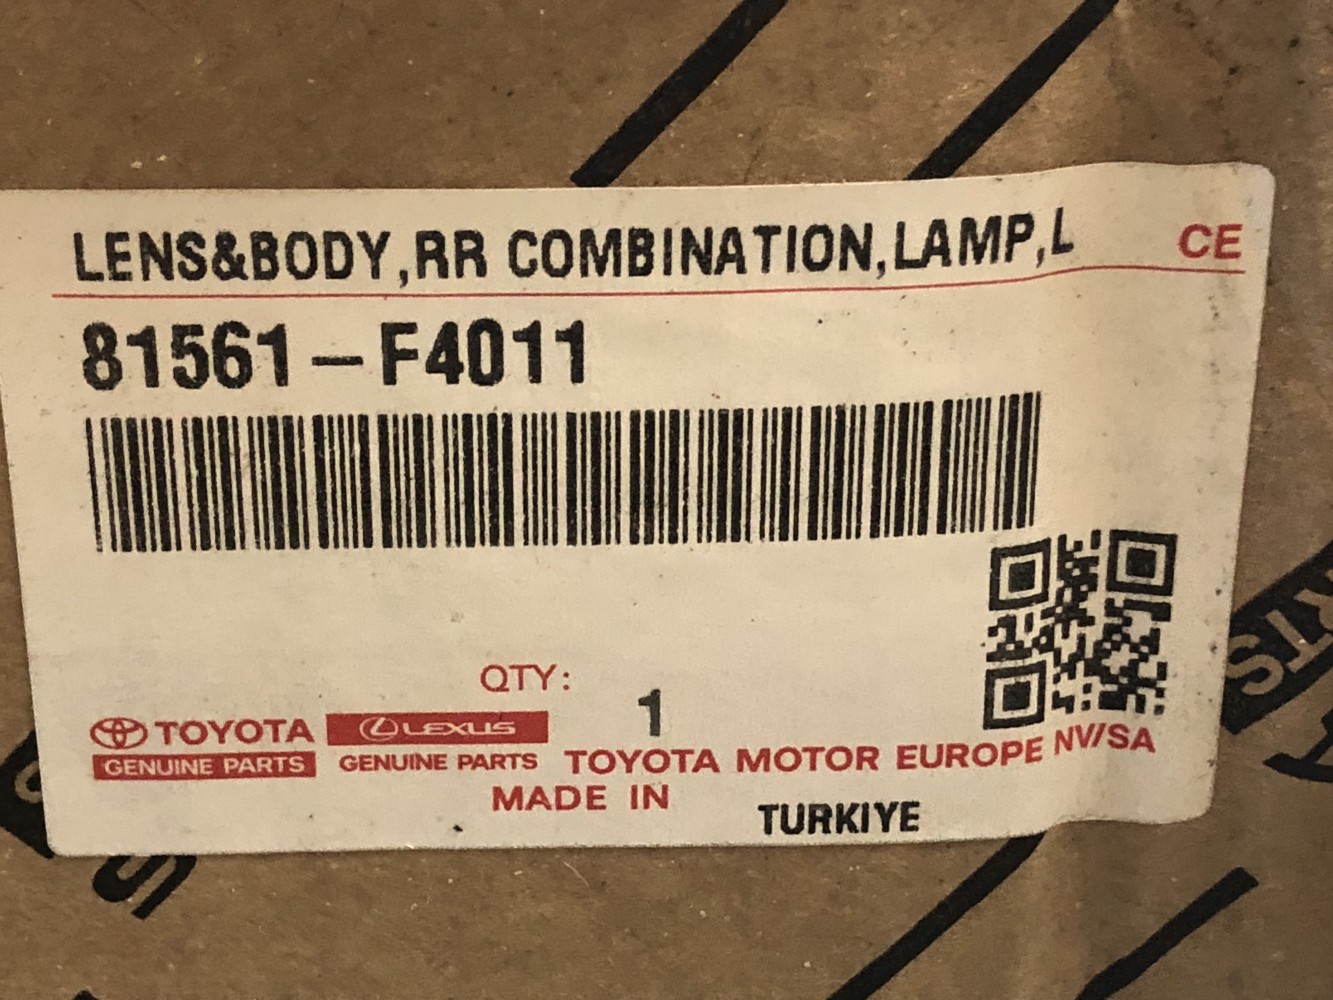 LENS&BODY,RR COMBINATION,LAMP,L CE
81561-F4011
QTY: 1
TOYOTA LEXUS
GENUINE PARTS GENUINE PARTS TOYOTA MOTOR EUROPE NV/SA
MADE IN TURKIYE